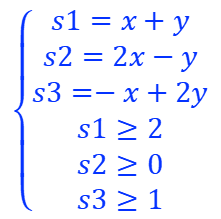 s1 = x + y
s2 = 2x − y
s3 =− x + 2y
s1 ≥ 2
s2 ≥ 0
s3 ≥ 1